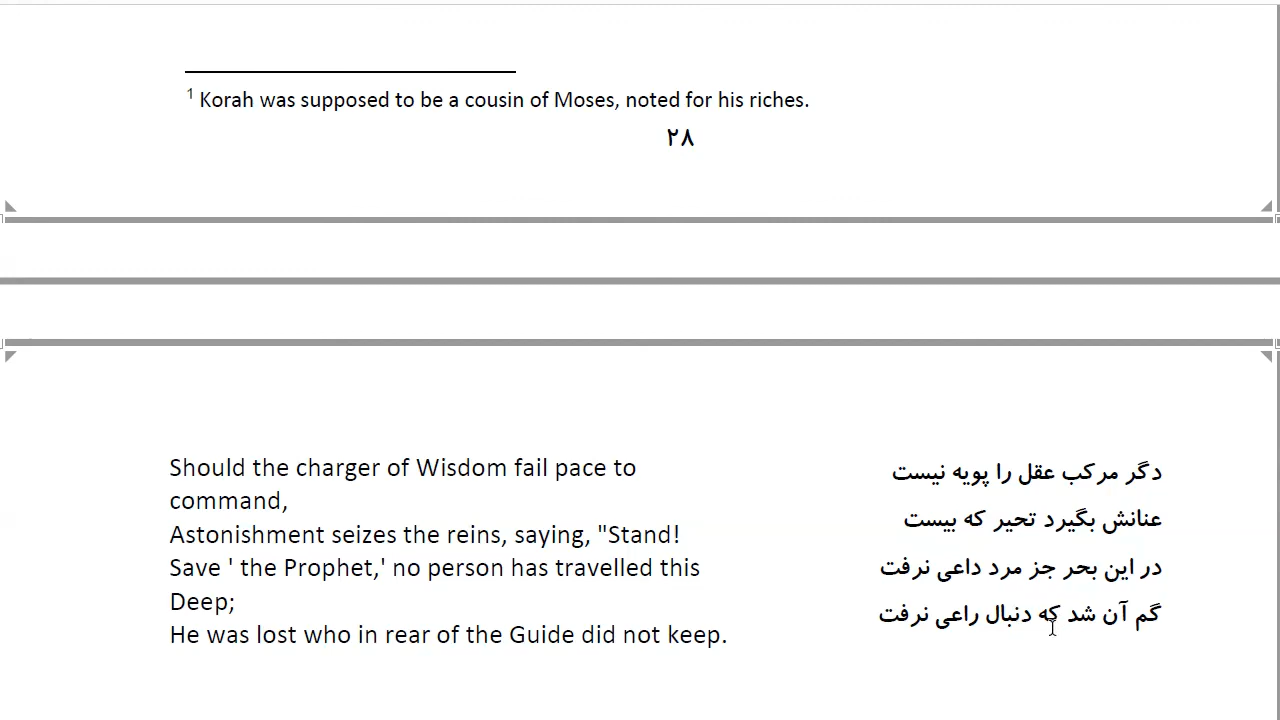 1 Korah was supposed to be a cousin of Moses, noted for his riches.
۲۸
Should the charger of Wisdom fail pace to
command,
Astonishment seizes the reins, saying, "Stand!
Save ' the Prophet,' no person has travelled this
Deep;
He was lost who in rear of the Guide did not keep.
دگر مرکب عقل را پویه نیست
عنانش بگیرد تحیر که بیست
در این بحر جز مرد داعی نرفت
گم آن شد که دنبال راعی نرفت